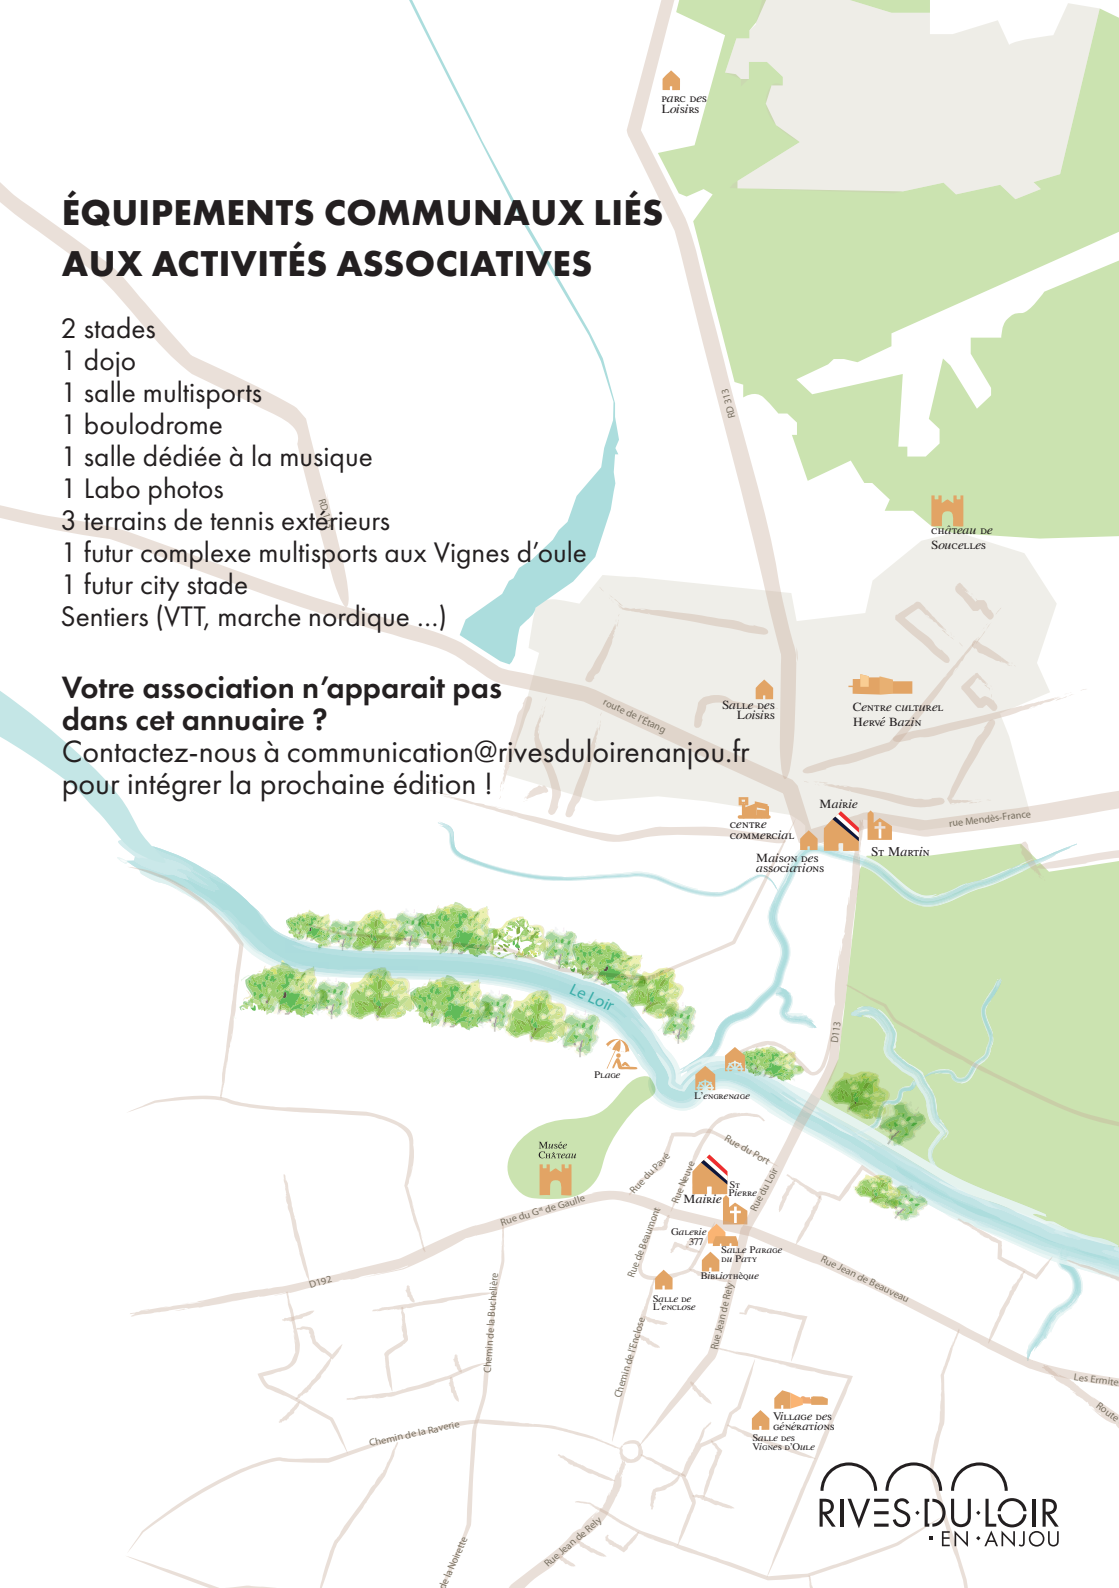 ÉQUIPEMENTS COMMUNAUX LIÉS
AUX ACTIVITÉS ASSOCIATIVES
2 stades
1 dojo
1 salle multisports
1 boulodrome
1 salle dédiée à la musique
1 Labo photos
3 terrains de tennis extérieurs
1 futur complexe multisports aux Vignes d’oule
1 futur city stade
Sentiers (VTT, marche nordique ...)
Votre association n’apparait pas
dans cet annuaire ?
Contactez-nous à communication@rivesduloirenanjou.fr
pour intégrer la prochaine édition !
Parc des
Loisirs
RD 313
Château de
Soucelles
Salle des
Loisirs
Centre culturel
Hervé Bazin
route de l'Étang
Mairie
Centre
commercial
rue Mendès-France
St Martin
Maison des
associations
Le Loir
D113
Plage
L'engrenage
Musée
Château
Rue du Port
Rue du Pavé
Rue Neuve
Rue du Loir
St
Pierre
Mairie
Rue du Gal de Gaulle
Rue de Beaumont
Galerie
377
Salle Parage
du Paty
Bibliothèque
Rue Jean de Beauveau
D192
Salle de
L'enclose
Chemin de la Buchelière
Rue Jean de Rely
Chemin de l'Enclose
Les Ermite
Route
Village des
générations
Salle des
Vignes d'Oule
Chemin de la Raverie
Rue Jean de Rely
de la Noirette
RIVES·DU·LOIR
·EN·ANJOU